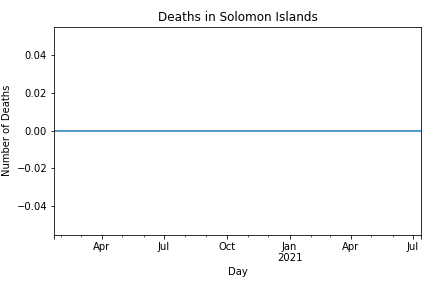 Deaths in Solomon Islands
0.04
0.02
0.00
−0.02
−0.04
Number of Deaths
Apr Jul Oct Jan Apr Jul
2021
Day